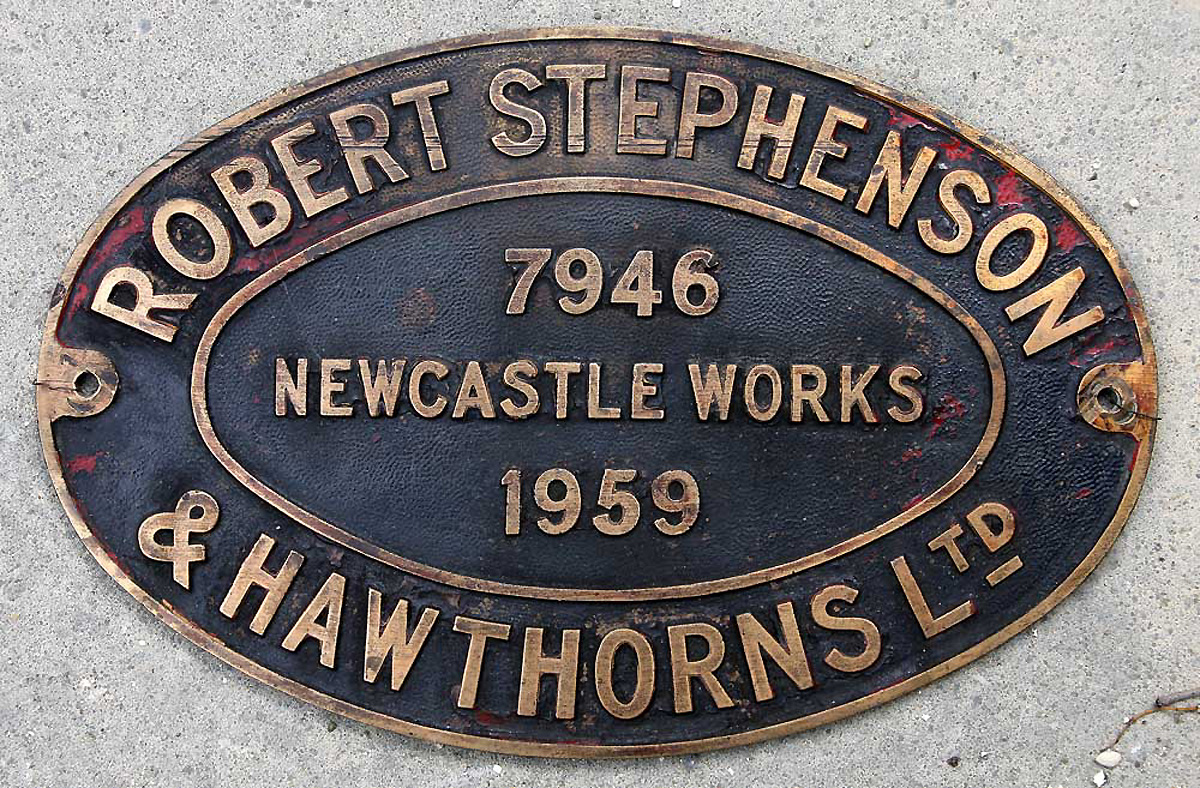 ROBERT STEPHENSON
7946
NEWCASTLE WORKS
1959
& HAWTHORNS LTD